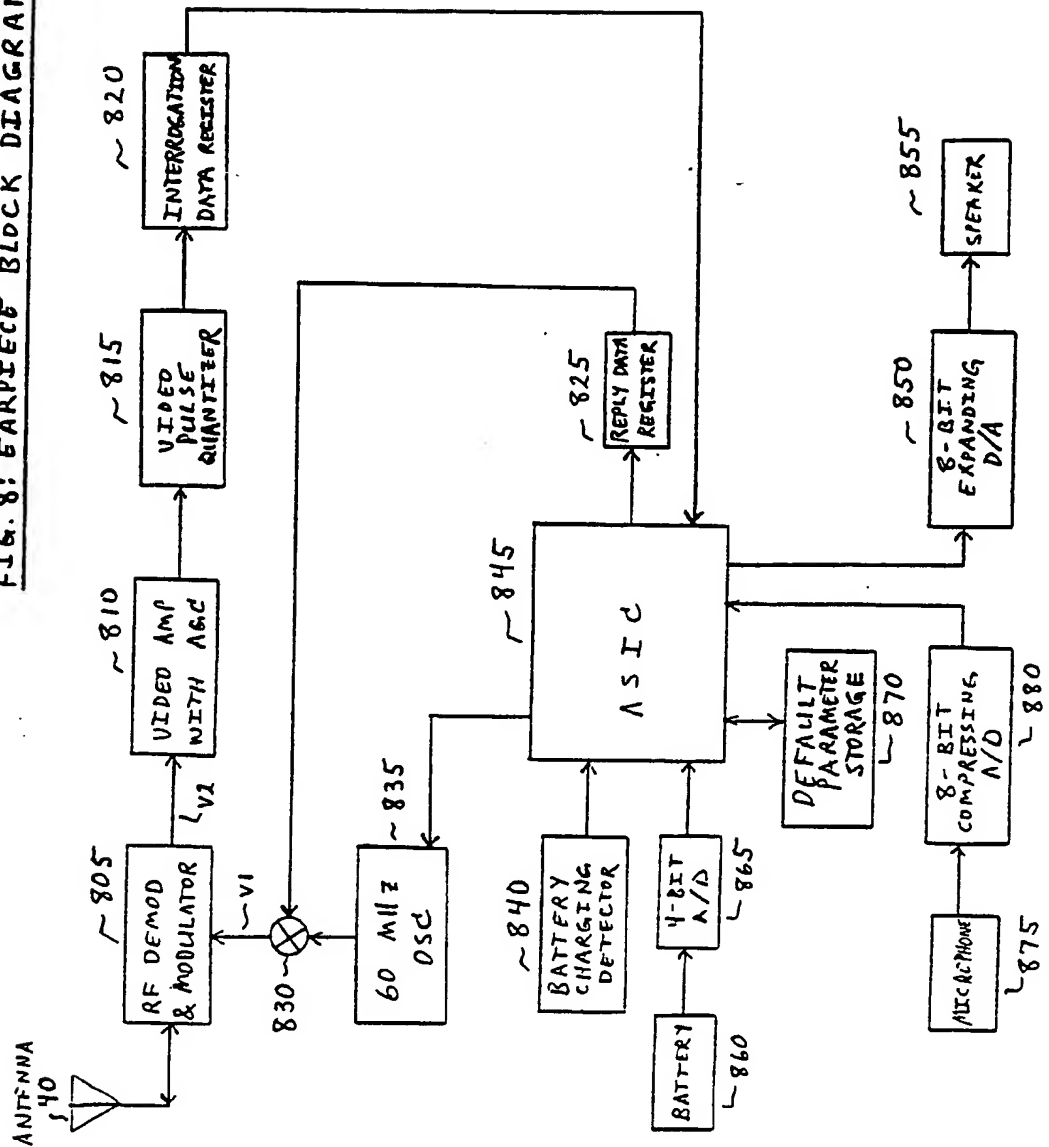 FIG. 8: EARPIECE BLOCK DIAGRAM
ANTENNA
40
805
RF DEMOD
& MODULATOR
V2
810
VIDEO AMP
WITH AGC
815
VIDEO
PULSE
QUANTIZER
820
INTERROGATION
DATA REGISTER
V1
830
835
60 MHz
OSC
825
REPLY DATA
REGISTER
845
ASIC
840
BATTERY
CHARGING
DETECTOR
4-BIT
A/D
865
BATTERY
860
DEFAULT
PARAMETER
STORAGE
870
850
8-BIT
EXPANDING
D/A
855
SPEAKER
MICROPHONE
875
8-BIT
COMPRESSING
A/D
880